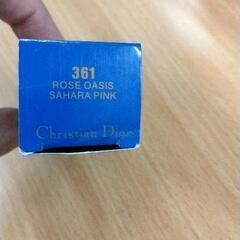 361
ROSE OASIS
SAHARA PINK
Christian Dior